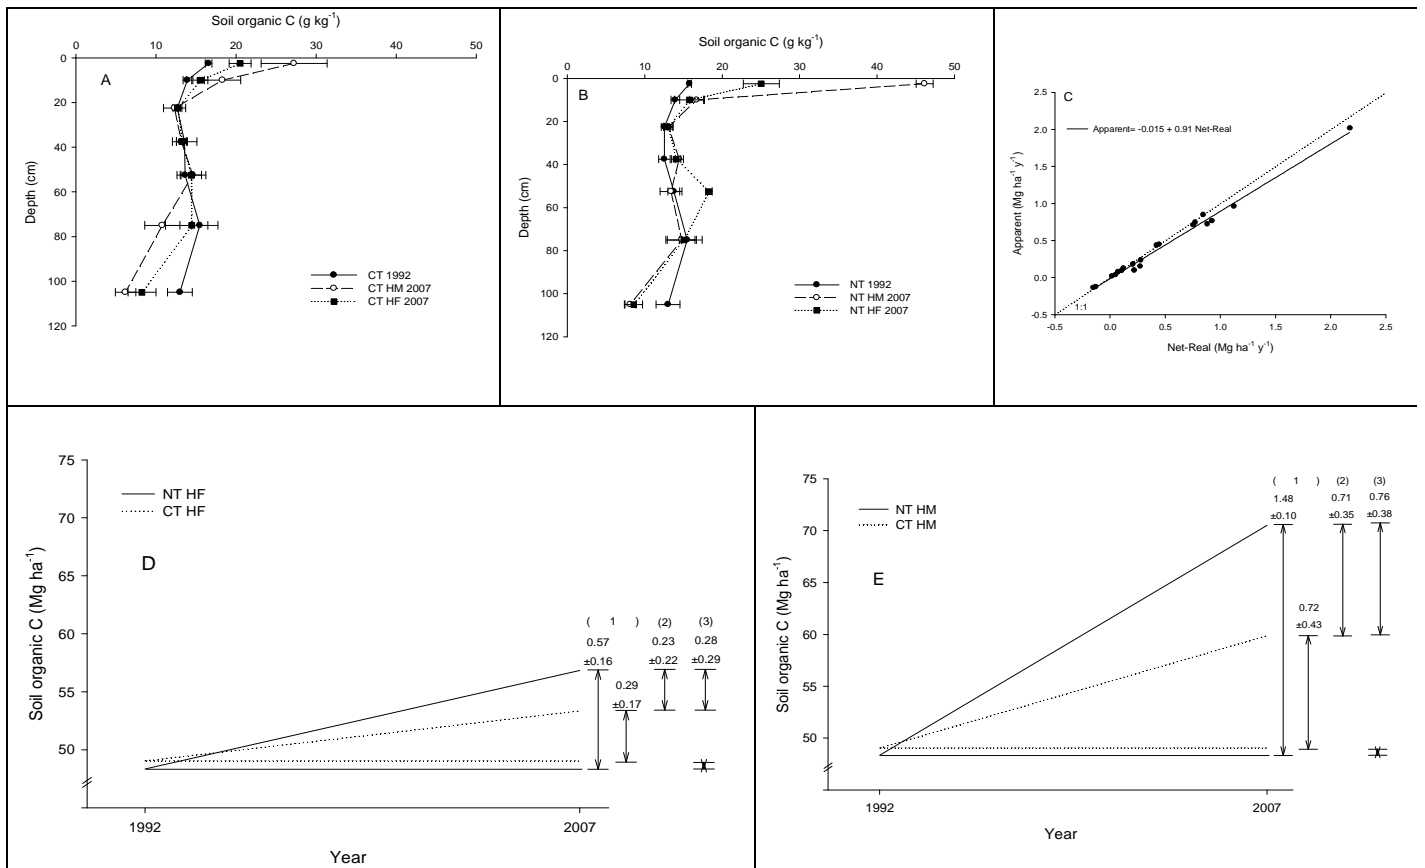 Soil organic C (g kg⁻¹)
0 10 20 30 40 50
0
20
40
60
80
100
120
Depth (cm)
A
CT 1992
CT HM 2007
CT HF 2007
Soil organic C (g kg⁻¹)
0 10 20 30 40 50
0
20
40
60
80
100
120
Depth (cm)
B
NT 1992
NT HM 2007
NT HF 2007
C
Apparent= -0.015 + 0.91 Net-Real
2.5
2.0
1.5
1.0
0.5
0.0
-0.5
Apparent (Mg ha⁻¹ y⁻¹)
1:1
-0.5 0.0 0.5 1.0 1.5 2.0 2.5
Net-Real (Mg ha⁻¹ y⁻¹)
75
70
65
60
55
50
Soil organic C (Mg ha⁻¹)
NT HF
CT HF
D
( 1 ) (2) (3)
0.57 0.23 0.28
±0.16 ±0.22 ±0.29
0.29
±0.17
1992 2007
Year
75
70
65
60
55
50
Soil organic C (Mg ha⁻¹)
NT HM
CT HM
E
( 1 ) (2) (3)
1.48 0.71 0.76
±0.10 ±0.35 ±0.38
0.72
±0.43
1992 2007
Year